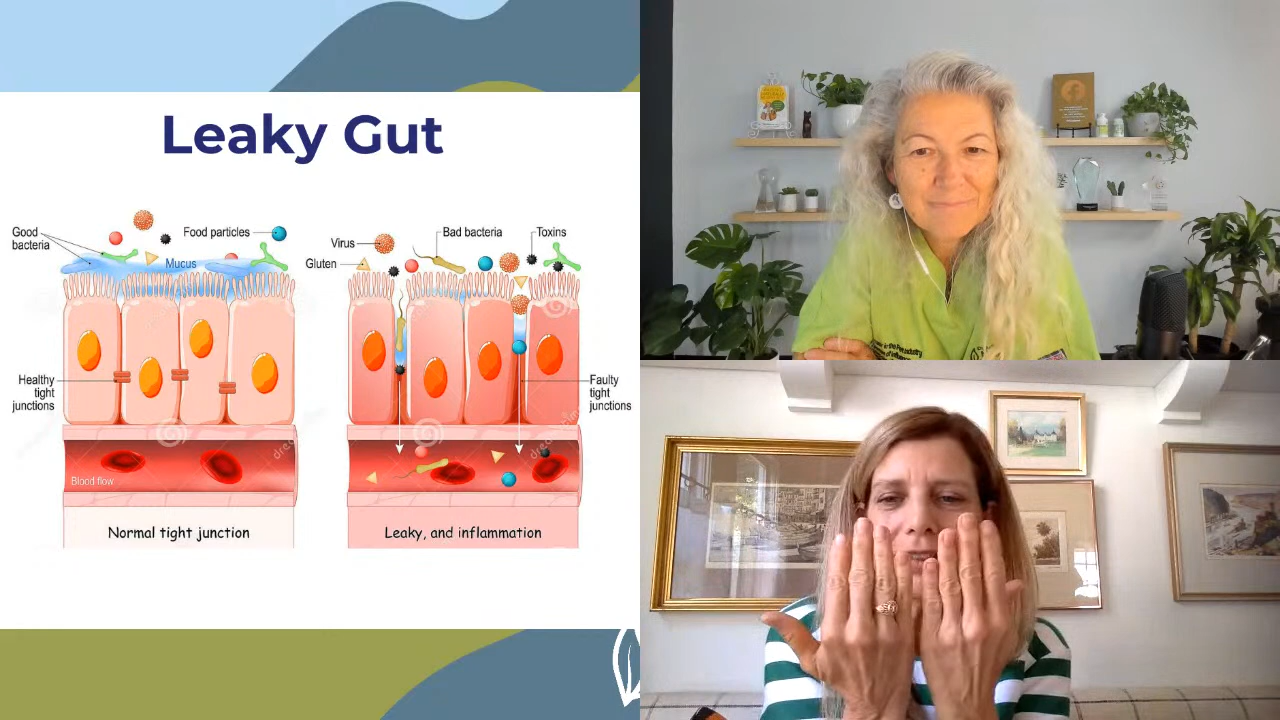 Leaky Gut
Good
bacteria
Food particles
Mucus
Healthy
tight
junctions
Blood flow
Normal tight junction
Virus
Bad bacteria
Toxins
Gluten
Faulty
tight
junctions
Leaky, and inflammation